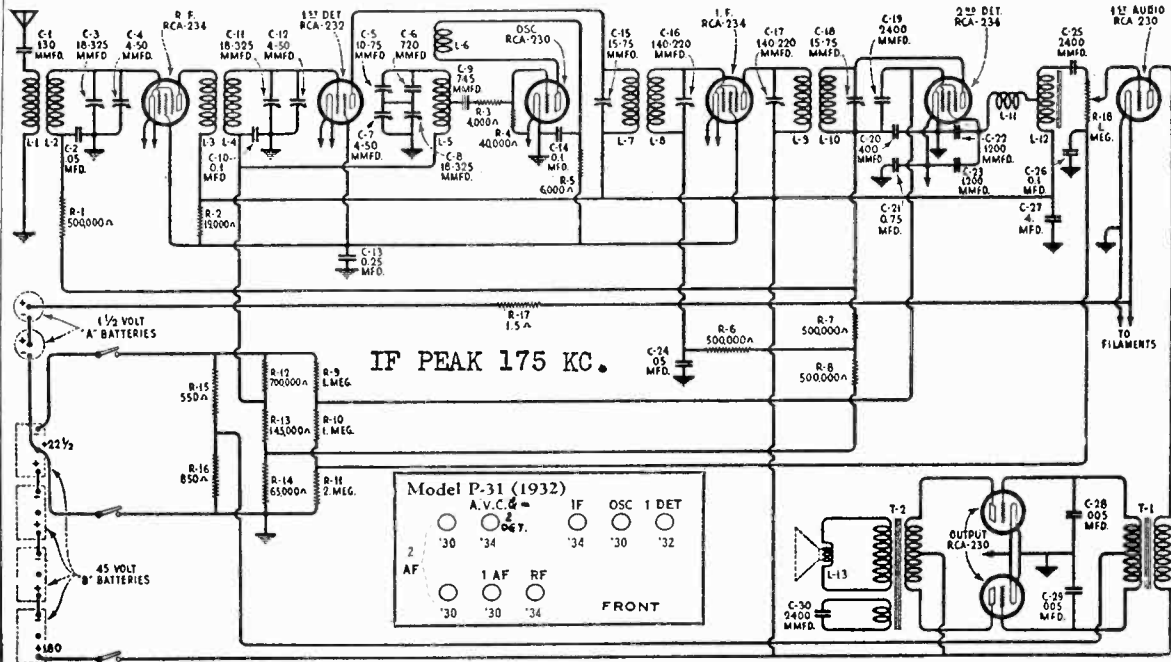 C-1
130
MMFD.
L-1
L-2
C-2
.05
MFD.
C-3
18-325
MMFD.
C-4
4-50
MMFD.
R.F.
RCA-234
L-3
L-4
C-10
0.1
MFD
C-11
18-325
MMFD.
C-12
4-50
MMFD.
1ST DET
RCA-232
C-5
10-75
MMFD
C-6
720
MMFD
C-7
4-50
MMFD.
C-8
18-325
MMFD.
L-5
L-6
C-9
745
MMFD
R-3
4,000Ω
R-4
40,000Ω
OSC
RCA-230
C-14
0.1
MFD.
R-5
6,000Ω
C-15
15-75
MMFD.
L-7
L-8
C-16
140-220
MMFD.
I.F.
RCA-234
C-17
140-220
MMFD.
L-9
L-10
C-18
15-75
MMFD.
C-19
2400
MMFD.
2ND DET.
RCA-234
C-20
400
MMFD.
C-21
0.75
MFD.
C-22
1200
MMFD.
C-23
1200
MMFD.
L-11
L-12
C-25
2400
MMFD.
R-18
1.
MEG.
C-26
0.1
MFD.
C-27
4.
MFD.
1ST AUDIO
RCA 230
R-1
500,000Ω
C-13
0.25
MFD.
1 1/2 VOLT
"A" BATTERIES
R-17
1.5 Ω
IF PEAK 175 KC.
C-24
.05
MFD.
R-6
500,000Ω
R-7
500,000Ω
R-8
500,000Ω
TO
FILAMENTS
R-15
550Ω
R-16
850Ω
R-12
700,000Ω
R-13
145,000Ω
R-14
65,000Ω
R-9
1.MEG.
R-10
1. MEG.
R-11
2.MEG.
+22 1/2
45 VOLT
"B" BATTERIES
Model P-31 (1932)
A.V.C. &
2
DET.
IF OSC 1 DET
'30 '34 '34 '30 '32
2
AF
1 AF RF
'30 '30 '34
FRONT
L-13
T-2
C-30
2400
MMFD.
OUTPUT
RCA-230
C-28
.005
MFD.
C-29
.005
MFD.
T-1